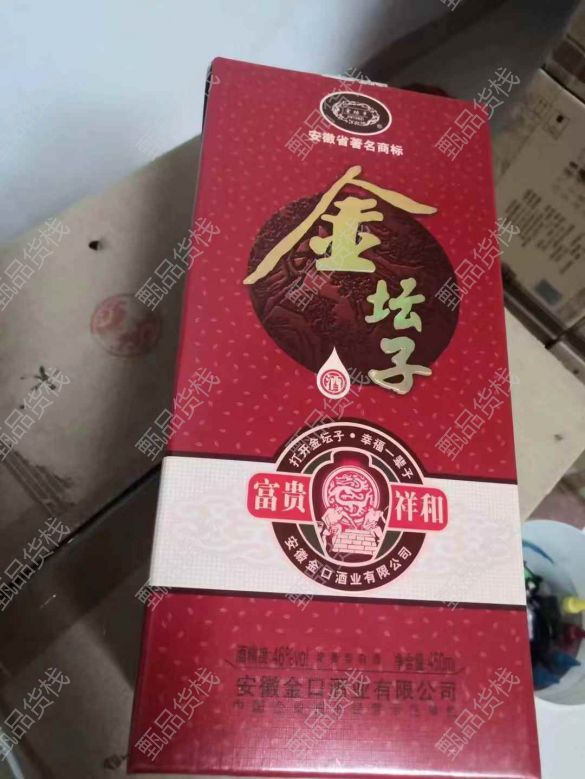 安徽省著名商标
金坛子
酒
打开金坛子·幸福一辈子
富贵
祥和
安徽金口酒业有限公司
酒精度:46%vol 净含量:450ml
安徽金口酒业有限公司
甄品货栈